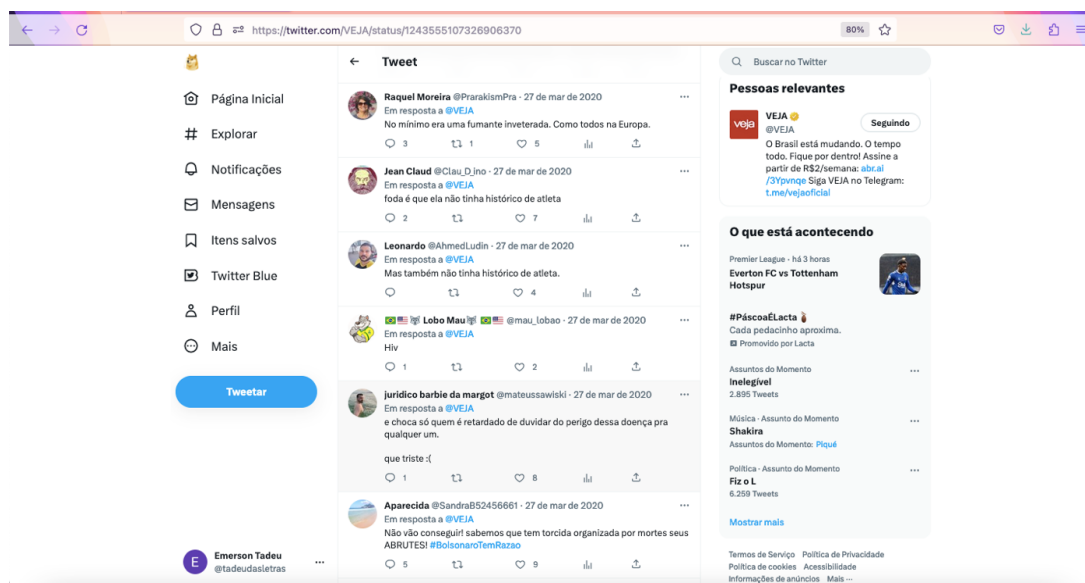 https://twitter.com/VEJA/status/1243555107326906370
80%
Página Inicial
Explorar
Notificações
Mensagens
Itens salvos
Twitter Blue
Perfil
Mais
Tweetar
E
Emerson Tadeu
@tadeudasletras
Tweet
Raquel Moreira @PrarakismPra · 27 de mar de 2020
Em resposta a @VEJA
No mínimo era uma fumante inveterada. Como todos na Europa.
3 1 5
Jean Claud @Clau_D_ino · 27 de mar de 2020
Em resposta a @VEJA
foda é que ela não tinha histórico de atleta
2 7
Leonardo @AhmedLudin · 27 de mar de 2020
Em resposta a @VEJA
Mas também não tinha histórico de atleta.
4
Lobo Mau @mau_lobao · 27 de mar de 2020
Em resposta a @VEJA
Hiv
1 2
juridico barbie da margot @mateussawiski · 27 de mar de 2020
Em resposta a @VEJA
e choca só quem é retardado de duvidar do perigo dessa doença pra
qualquer um.
que triste :(
1 8
Aparecida @SandraB52456661 · 27 de mar de 2020
Em resposta a @VEJA
Não vão conseguir! sabemos que tem torcida organizada por mortes seus
ABRUTES! #BolsonaroTemRazao
5 9
Buscar no Twitter
Pessoas relevantes
veja
VEJA
@VEJA
Seguindo
O Brasil está mudando. O tempo
todo. Fique por dentro! Assine a
partir de R$2/semana: abr.ai
/3Ypvnqe Siga VEJA no Telegram:
t.me/vejaoficial
O que está acontecendo
Premier League · há 3 horas
Everton FC vs Tottenham
Hotspur
#PáscoaÉLacta
Cada pedacinho aproxima.
Promovido por Lacta
Assuntos do Momento
Inelegível
2.895 Tweets
Música · Assunto do Momento
Shakira
Assuntos do Momento: Piqué
Política · Assunto do Momento
Fiz o L
6.259 Tweets
Mostrar mais
Termos de Serviço Política de Privacidade
Política de cookies Acessibilidade
Informações de anúncios Mais ···